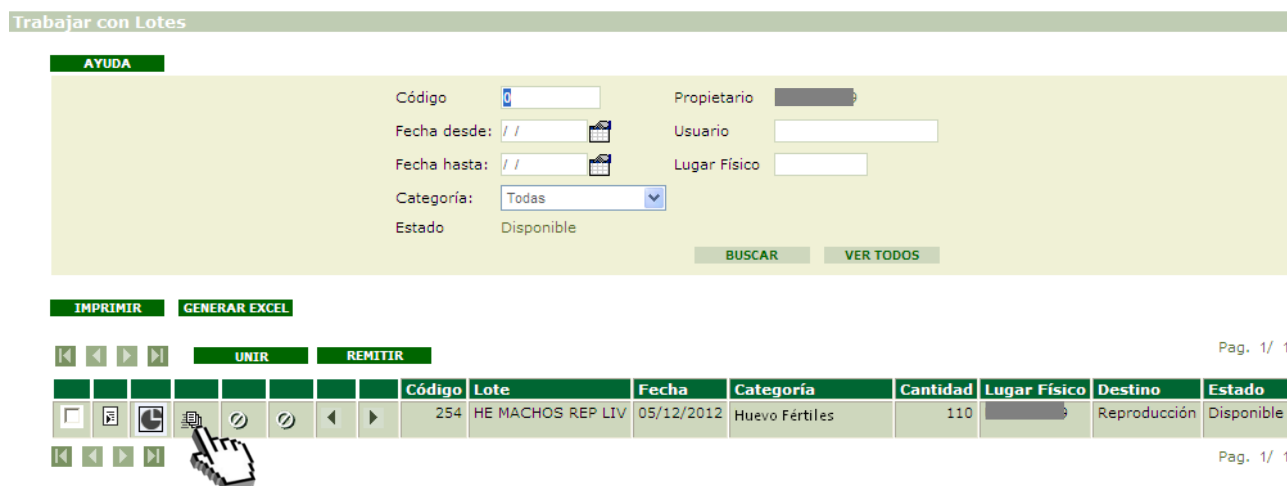 Trabajar con Lotes
AYUDA
Código 0 Propietario
Fecha desde: / / Usuario
Fecha hasta: / / Lugar Físico
Categoría: Todas
Estado Disponible
BUSCAR VER TODOS
IMPRIMIR GENERAR EXCEL
UNIR REMITIR Pag. 1/ 1
Código Lote Fecha Categoría Cantidad Lugar Físico Destino Estado
254 HE MACHOS REP LIV 05/12/2012 Huevo Fértiles 110 Reproducción Disponible
Pag. 1/ 1